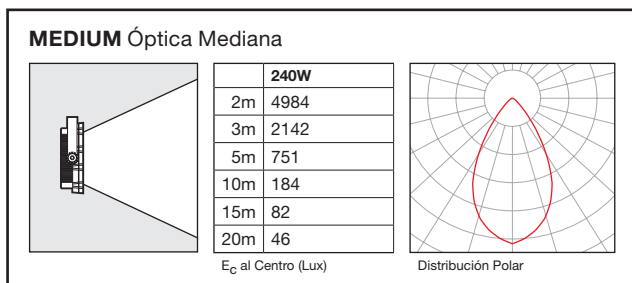 MEDIUM Óptica Mediana
240W
2m 4984
3m 2142
5m 751
10m 184
15m 82
20m 46
EC al Centro (Lux)
Distribución Polar